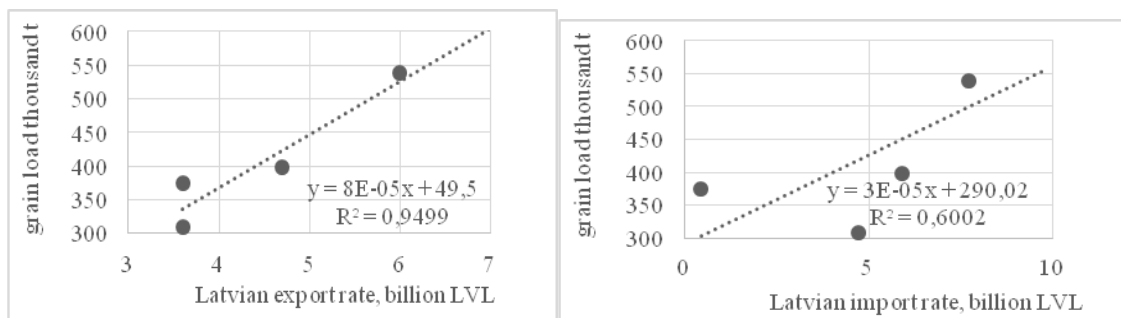 grain load thousand t
600
550
500
450
400
350
300
y = 8E-05x + 49,5
R² = 0,9499
3 4 5 6 7
Latvian export rate, billion LVL
grain load thousand t
600
550
500
450
400
350
300
y = 3E-05x + 290,02
R² = 0,6002
0 5 10
Latvian import rate, billion LVL